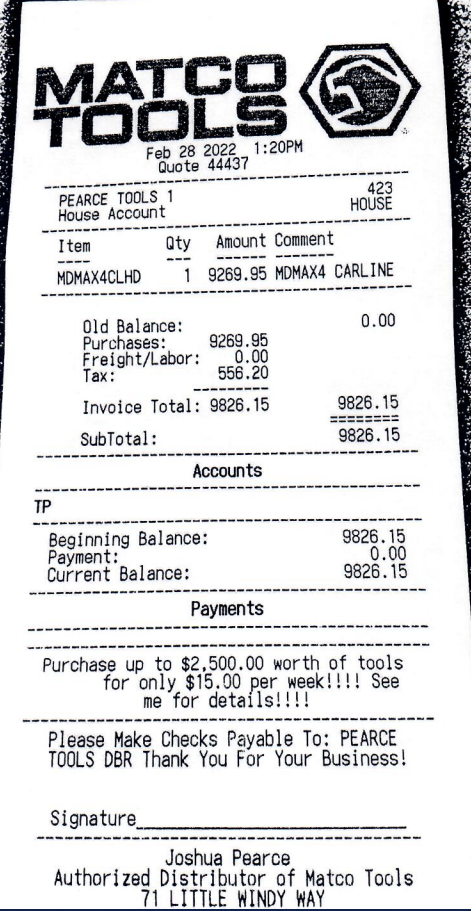 MATCO
TOOLS
Feb 28 2022 1:20PM
Quote 44437
PEARCE TOOLS 1 423
House Account HOUSE
Item Qty Amount Comment
MDMAX4CLHD 1 9269.95 MDMAX4 CARLINE
Old Balance: 0.00
Purchases: 9269.95
Freight/Labor: 0.00
Tax: 556.20
Invoice Total: 9826.15 9826.15
SubTotal: 9826.15
Accounts
TP
Beginning Balance: 9826.15
Payment: 0.00
Current Balance: 9826.15
Payments
Purchase up to $2,500.00 worth of tools
for only $15.00 per week!!!! See
me for details!!!!
Please Make Checks Payable To: PEARCE
TOOLS DBR Thank You For Your Business!
Signature
Joshua Pearce
Authorized Distributor of Matco Tools
71 LITTLE WINDY WAY